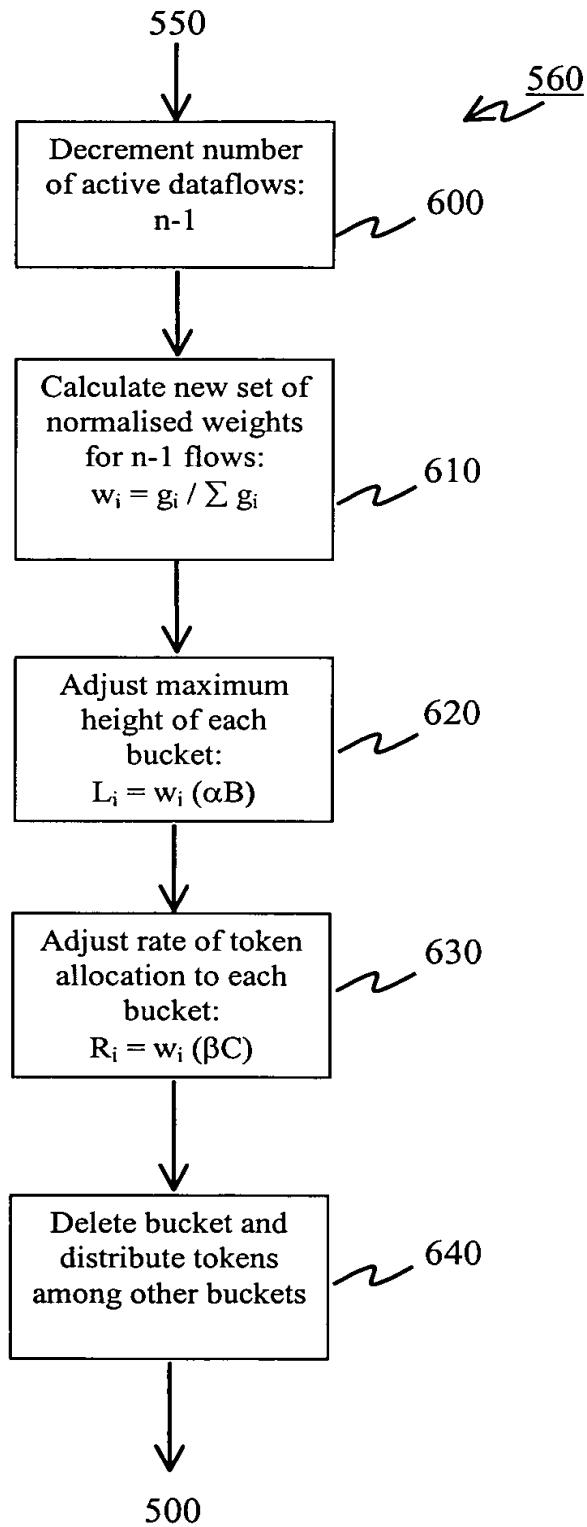 550
560
Decrement number
of active dataflows:
n-1
600
Calculate new set of
normalised weights
for n-1 flows:
wᵢ = gᵢ / ∑ gᵢ
610
Adjust maximum
height of each
bucket:
Lᵢ = wᵢ (αB)
620
Adjust rate of token
allocation to each
bucket:
Rᵢ = wᵢ (βC)
630
Delete bucket and
distribute tokens
among other buckets
640
500